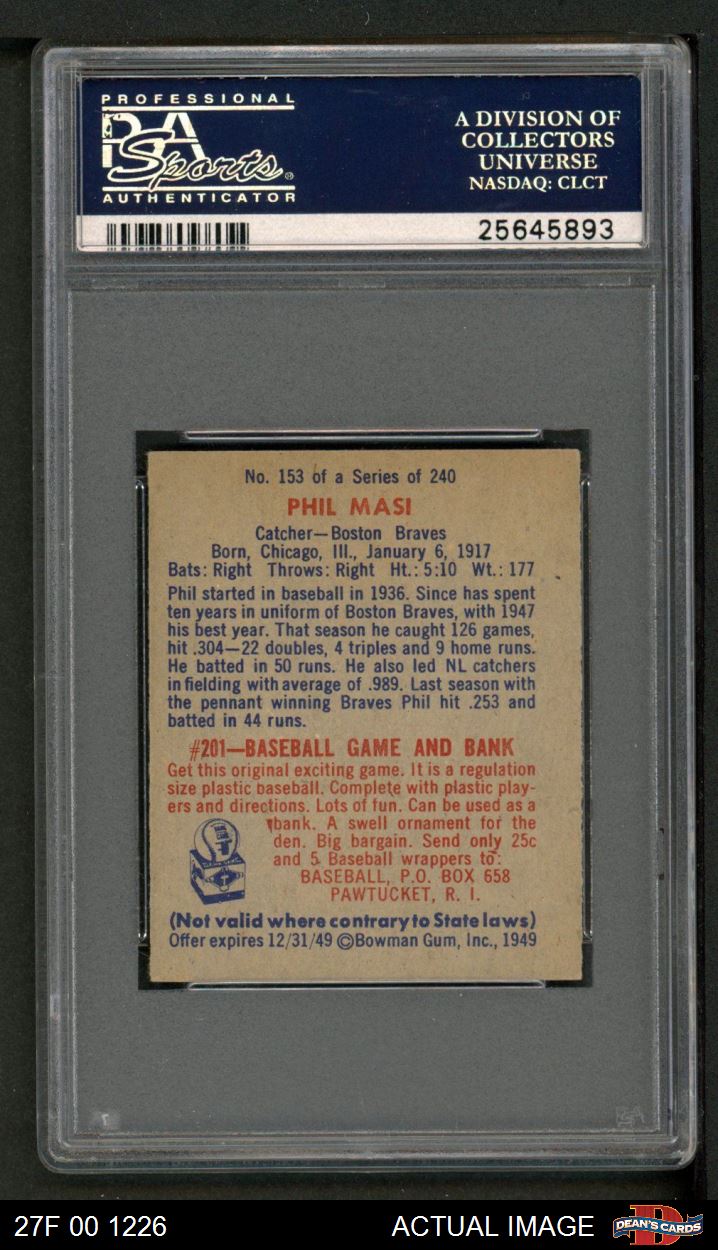 PROFESSIONAL
PSA
Sports®
AUTHENTICATOR
A DIVISION OF
COLLECTORS
UNIVERSE
NASDAQ: CLCT
25645893
No. 153 of a Series of 240
PHIL MASI
Catcher—Boston Braves
Born, Chicago, Ill., January 6, 1917
Bats: Right Throws: Right Ht.: 5:10 Wt.: 177
Phil started in baseball in 1936. Since has spent
ten years in uniform of Boston Braves, with 1947
his best year. That season he caught 126 games,
hit .304—22 doubles, 4 triples and 9 home runs.
He batted in 50 runs. He also led NL catchers
in fielding with average of .989. Last season with
the pennant winning Braves Phil hit .253 and
batted in 44 runs.
#201—BASEBALL GAME AND BANK
Get this original exciting game. It is a regulation
size plastic baseball. Complete with plastic play-
ers and directions. Lots of fun. Can be used as a
bank. A swell ornament for the
den. Big bargain. Send only 25c
and 5 Baseball wrappers to:
BASEBALL, P.O. BOX 658
PAWTUCKET, R. I.
(Not valid where contrary to State laws)
Offer expires 12/31/49 ©Bowman Gum, Inc., 1949
PSA
27F 00 1226
ACTUAL IMAGE
DEAN'S CARDS